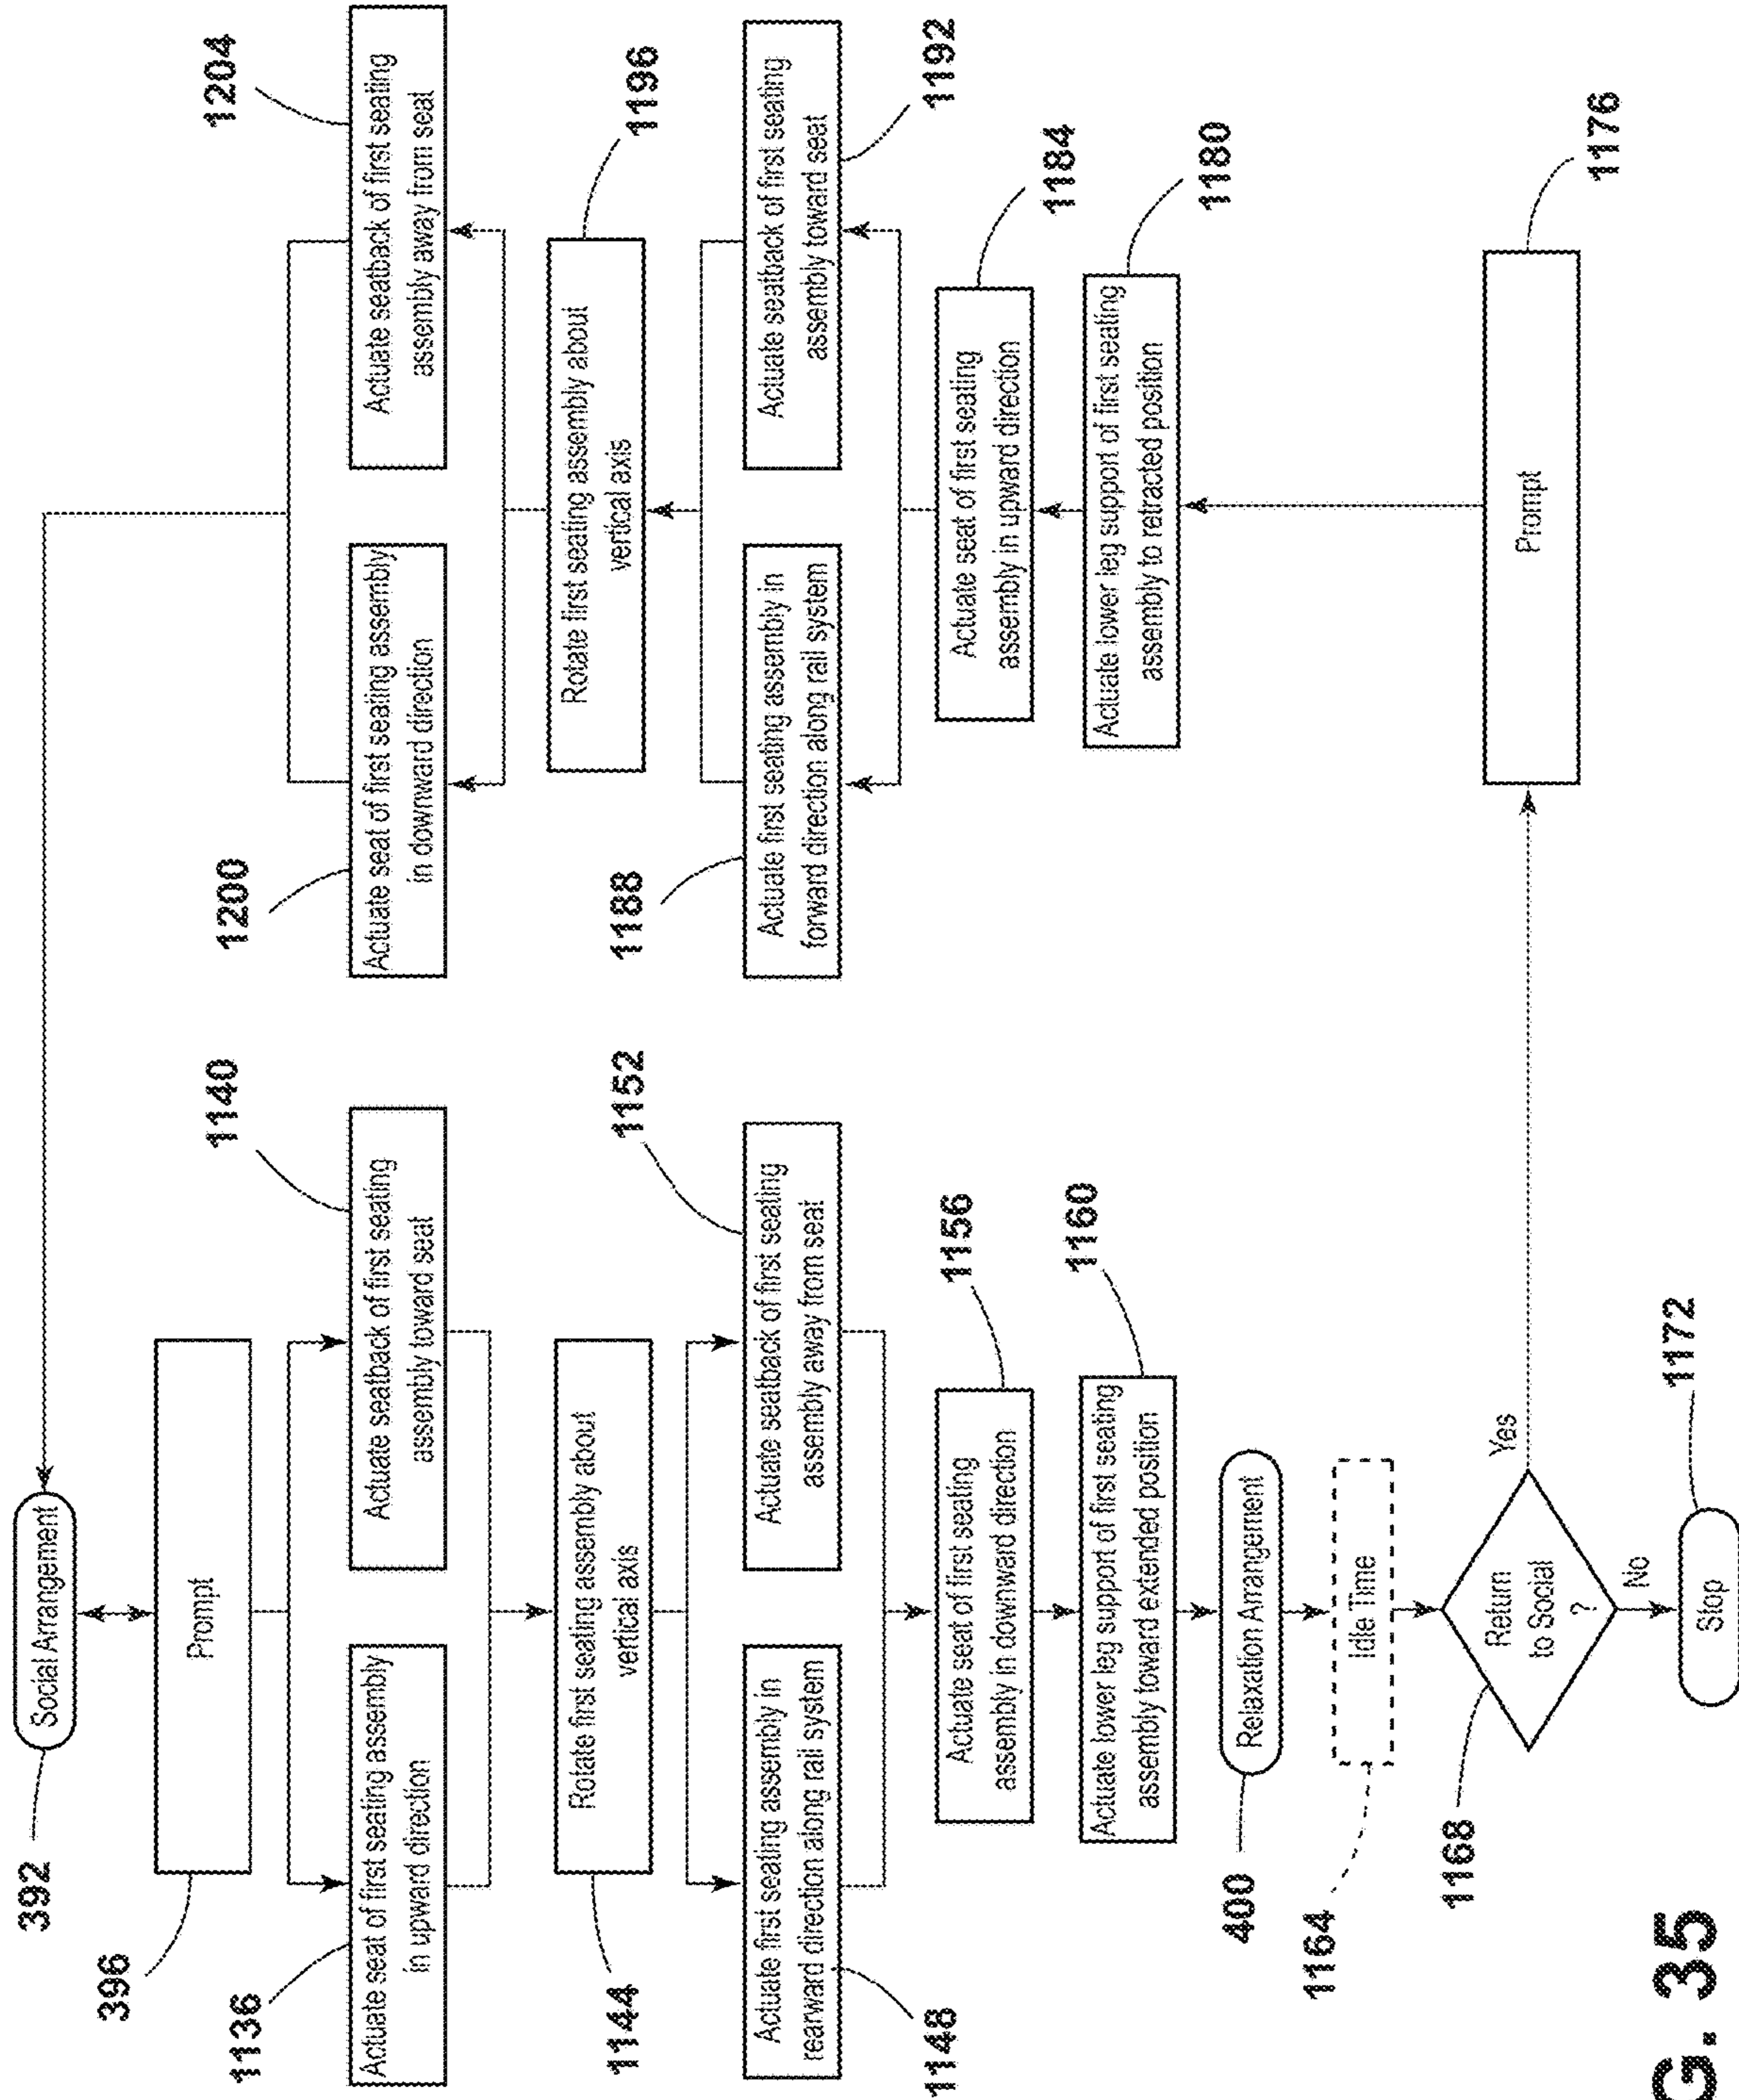 392
Social Arrangement
396
Prompt
1136
Actuate seat of first seating assembly
in upward direction
1140
Actuate seatback of first seating
assembly toward seat
1144
Rotate first seating assembly about
vertical axis
1148
Actuate first seating assembly in
rearward direction along rail system
1152
Actuate seatback of first seating
assembly away from seat
1156
Actuate seat of first seating
assembly in downward direction
1160
Actuate lower leg support of first seating
assembly toward extended position
400
Relaxation Arrangement
1164
Idle Time
1168
Return
to Social
?
Yes
No
1172
Stop
1176
Prompt
1180
Actuate lower leg support of first seating
assembly to retracted position
1184
Actuate seat of first seating
assembly in upward direction
1188
Actuate first seating assembly in
forward direction along rail system
1192
Actuate seatback of first seating
assembly toward seat
1196
Rotate first seating assembly about
vertical axis
1200
Actuate seat of first seating assembly
in downward direction
1204
Actuate seatback of first seating
assembly away from seat
G. 35